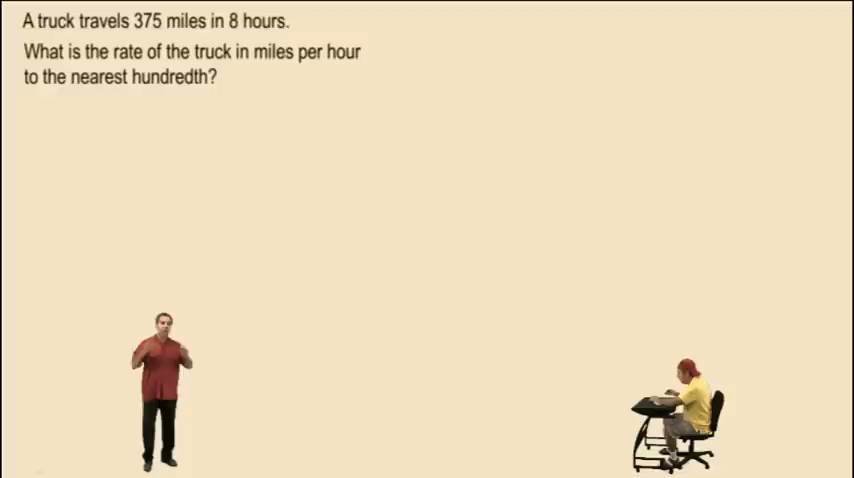 A truck travels 375 miles in 8 hours.
What is the rate of the truck in miles per hour
to the nearest hundredth?